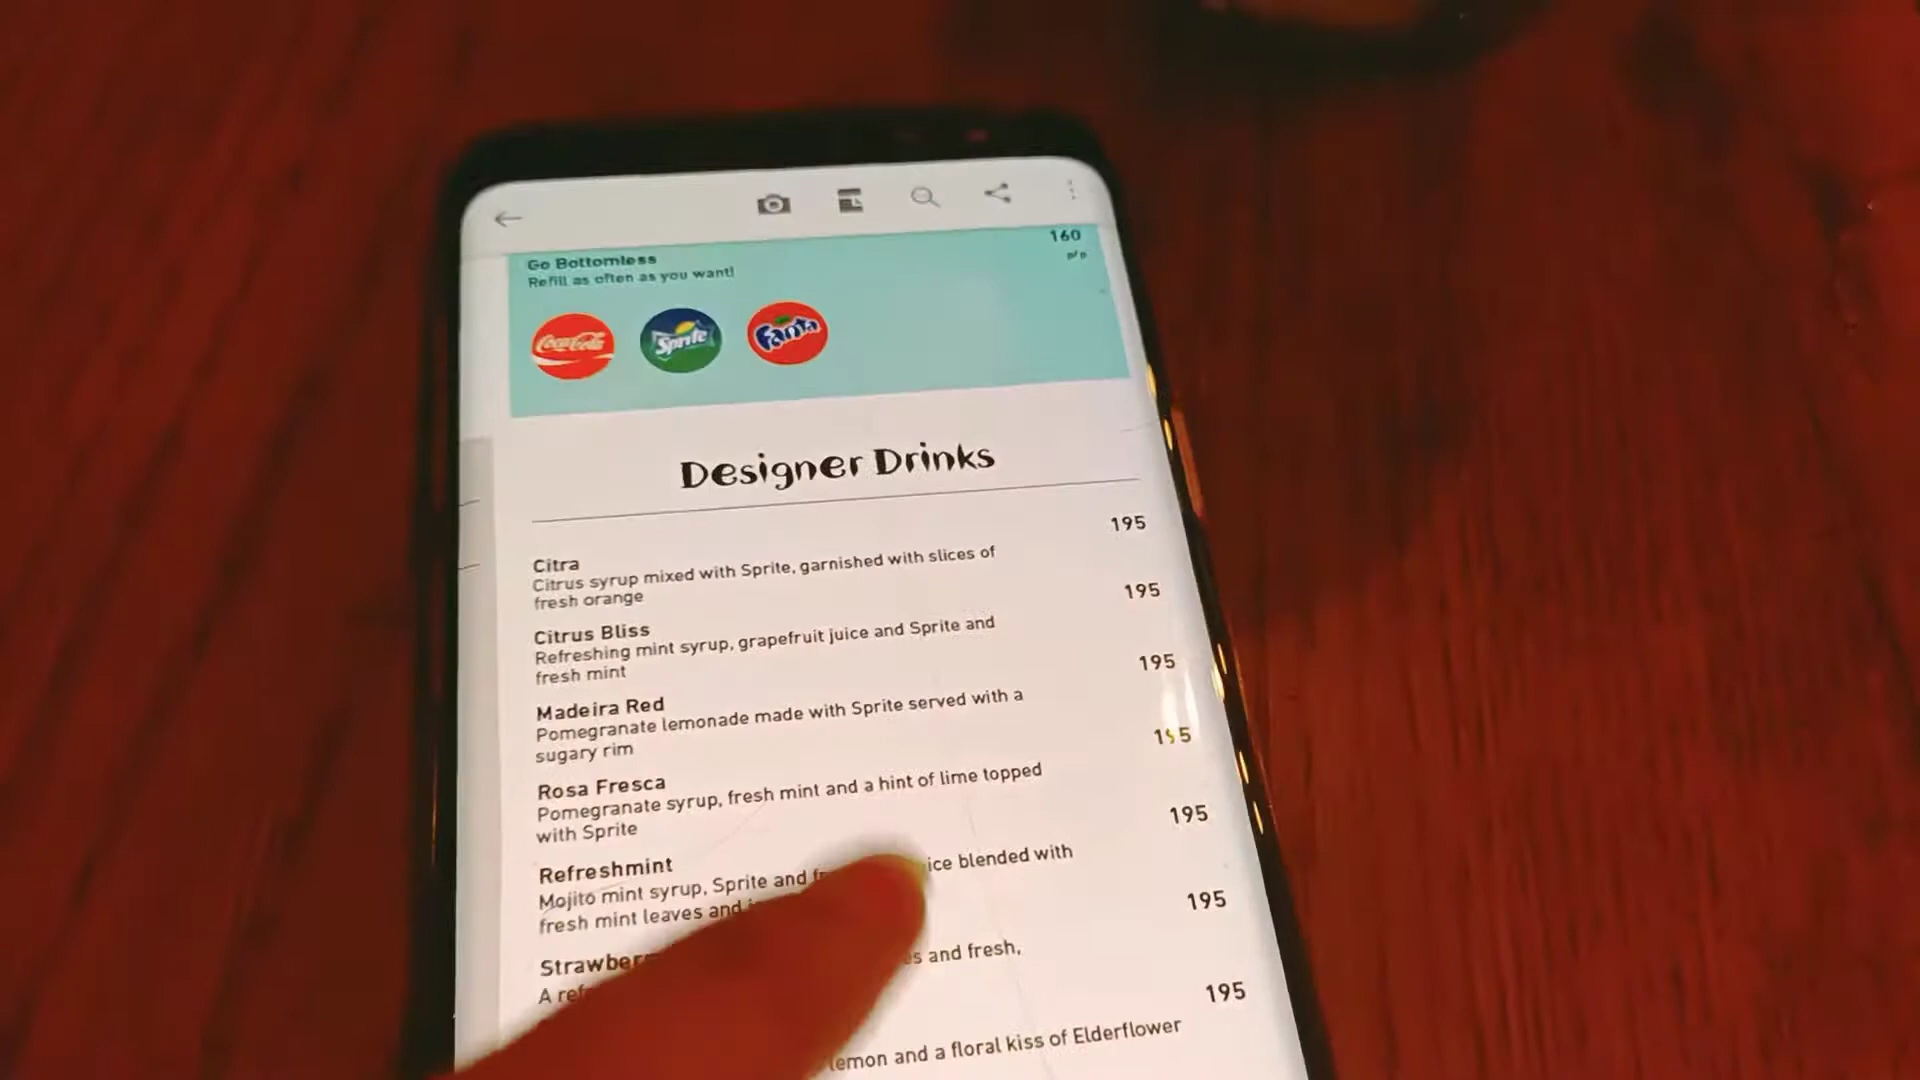 Go Bottomless
160
Refill as often as you want!
p/p
Coca-Cola
Sprite
Fanta
Designer Drinks
Citra
195
Citrus syrup mixed with Sprite, garnished with slices of
fresh orange
Citrus Bliss
195
Refreshing mint syrup, grapefruit juice and Sprite and
fresh mint
Madeira Red
195
Pomegranate lemonade made with Sprite served with a
sugary rim
Rosa Fresca
195
Pomegranate syrup, fresh mint and a hint of lime topped
with Sprite
Refreshmint
195
Mojito mint syrup, Sprite and ice blended with
fresh mint leaves and
195
A and fresh,
195
lemon and a floral kiss of Elderflower